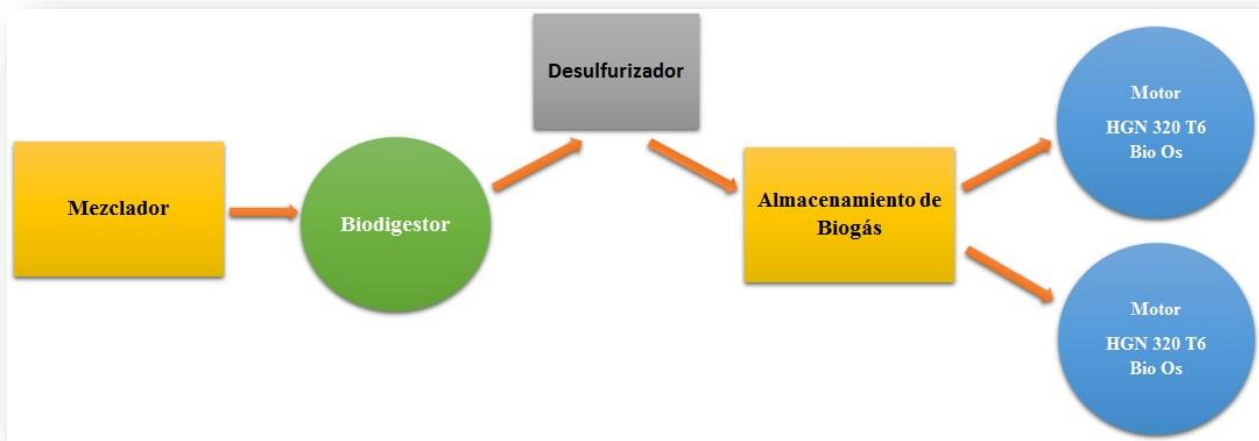 Mezclador
Biodigestor
Desulfurizador
Almacenamiento de
Biogás
Motor
HGN 320 T6
Bio Os
Motor
HGN 320 T6
Bio Os